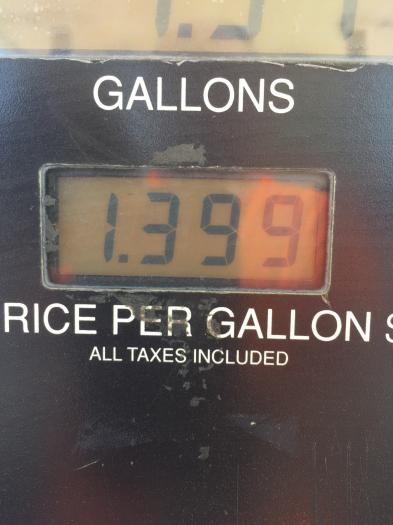 GALLONS
1.399
RICE PER GALLON $
ALL TAXES INCLUDED